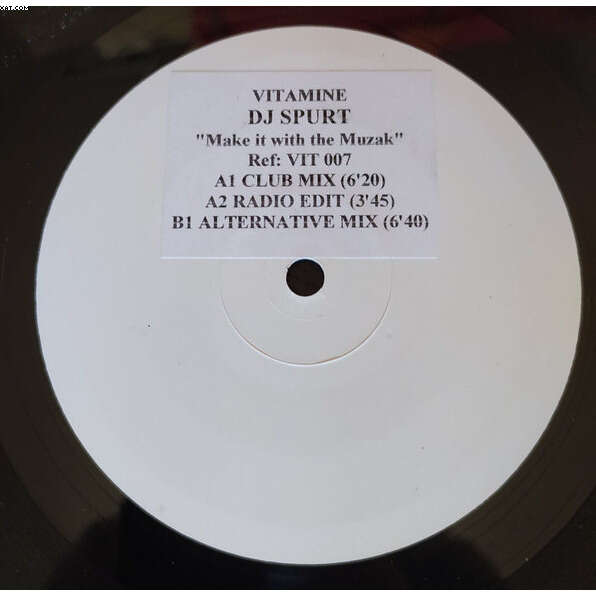 VITAMINE
DJ SPURT
"Make it with the Muzak"
Ref: VIT 007
A1 CLUB MIX (6'20)
A2 RADIO EDIT (3'45)
B1 ALTERNATIVE MIX (6'40)